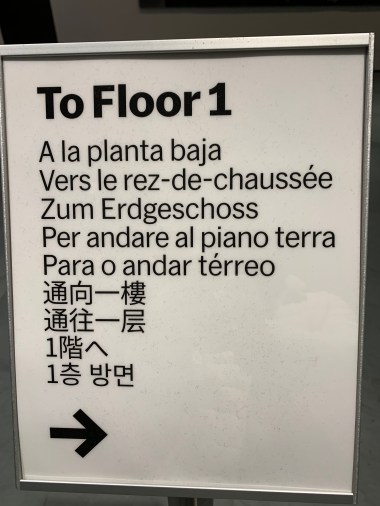 To Floor 1
A la planta baja
Vers le rez-de-chaussée
Zum Erdgeschoss
Per andare al piano terra
Para o andar térreo
通向一樓
通往一层
1階へ
1층 방면